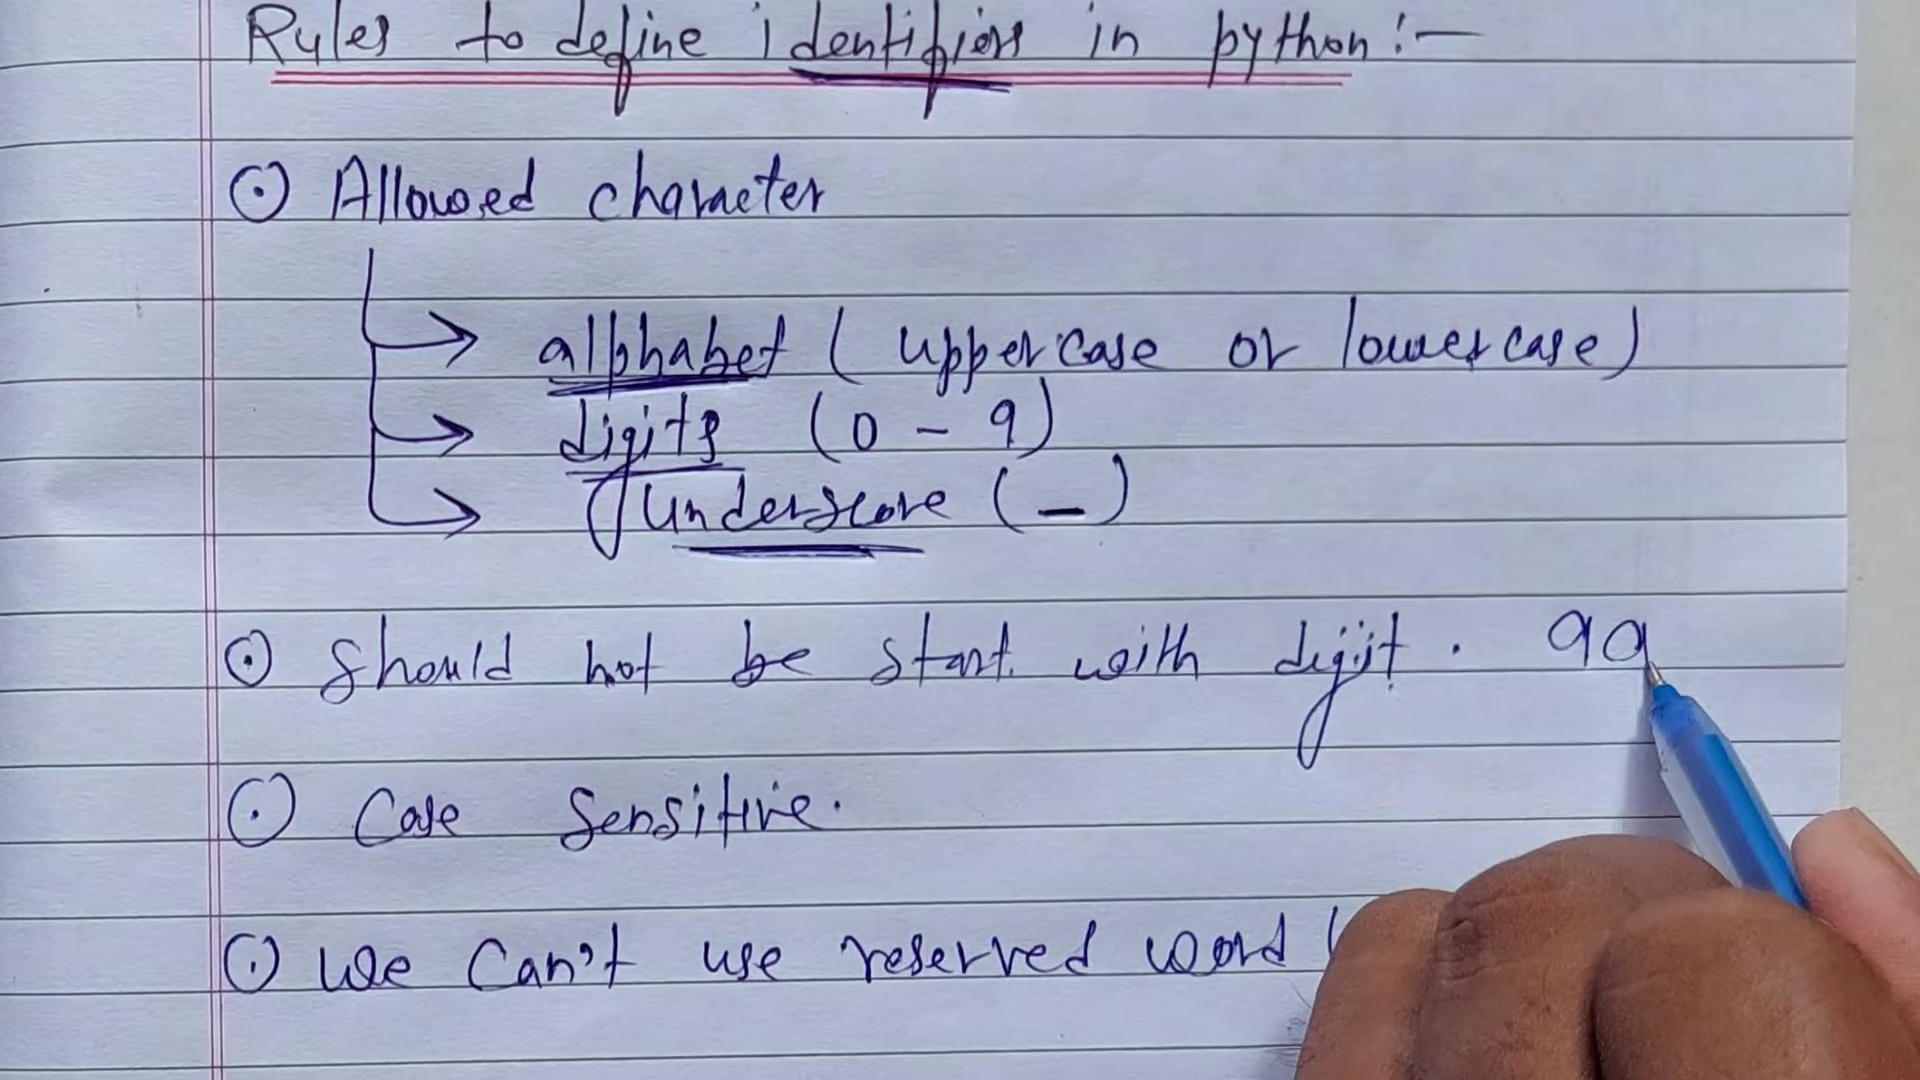 Rules to define identifiers in python :-
Allowed character
alphabet ( uppercase or lowercase)
digits (0 - 9)
underscore ( _ )
Should not be start with digit . 9a
Case sensitive.
We can't use reserved word (